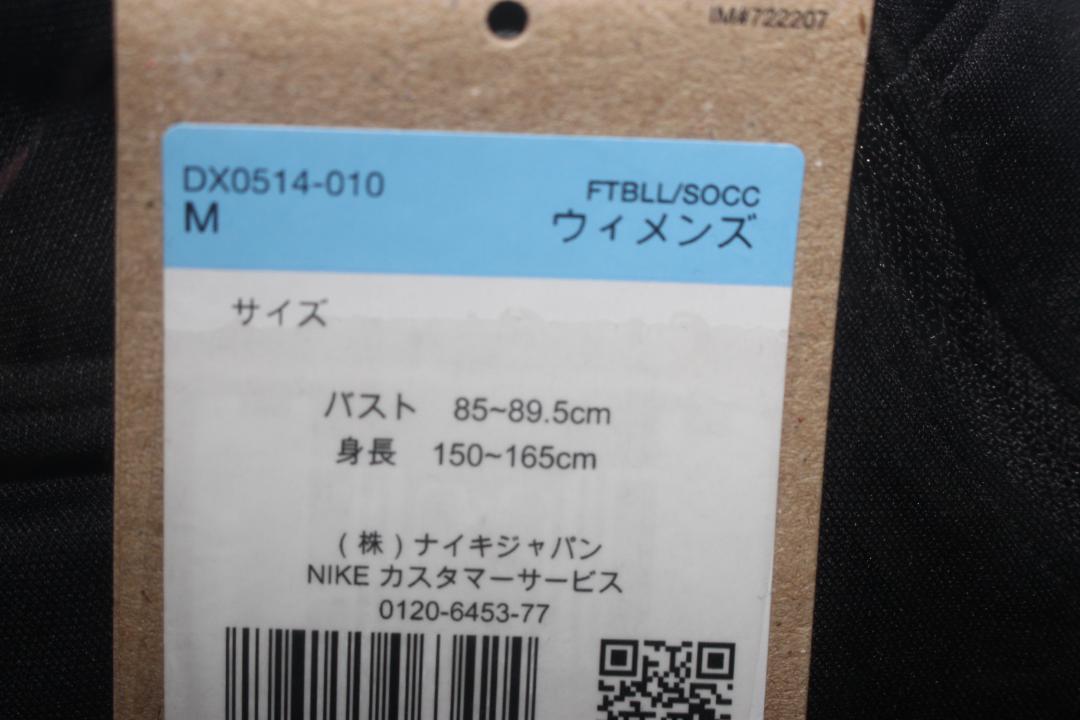 IM#722207
DX0514-010
FTBLL/SOCC
M
ウィメンズ
サイズ
バスト 85~89.5cm
身長 150~165cm
(株)ナイキジャパン
NIKE カスタマーサービス
0120-6453-77